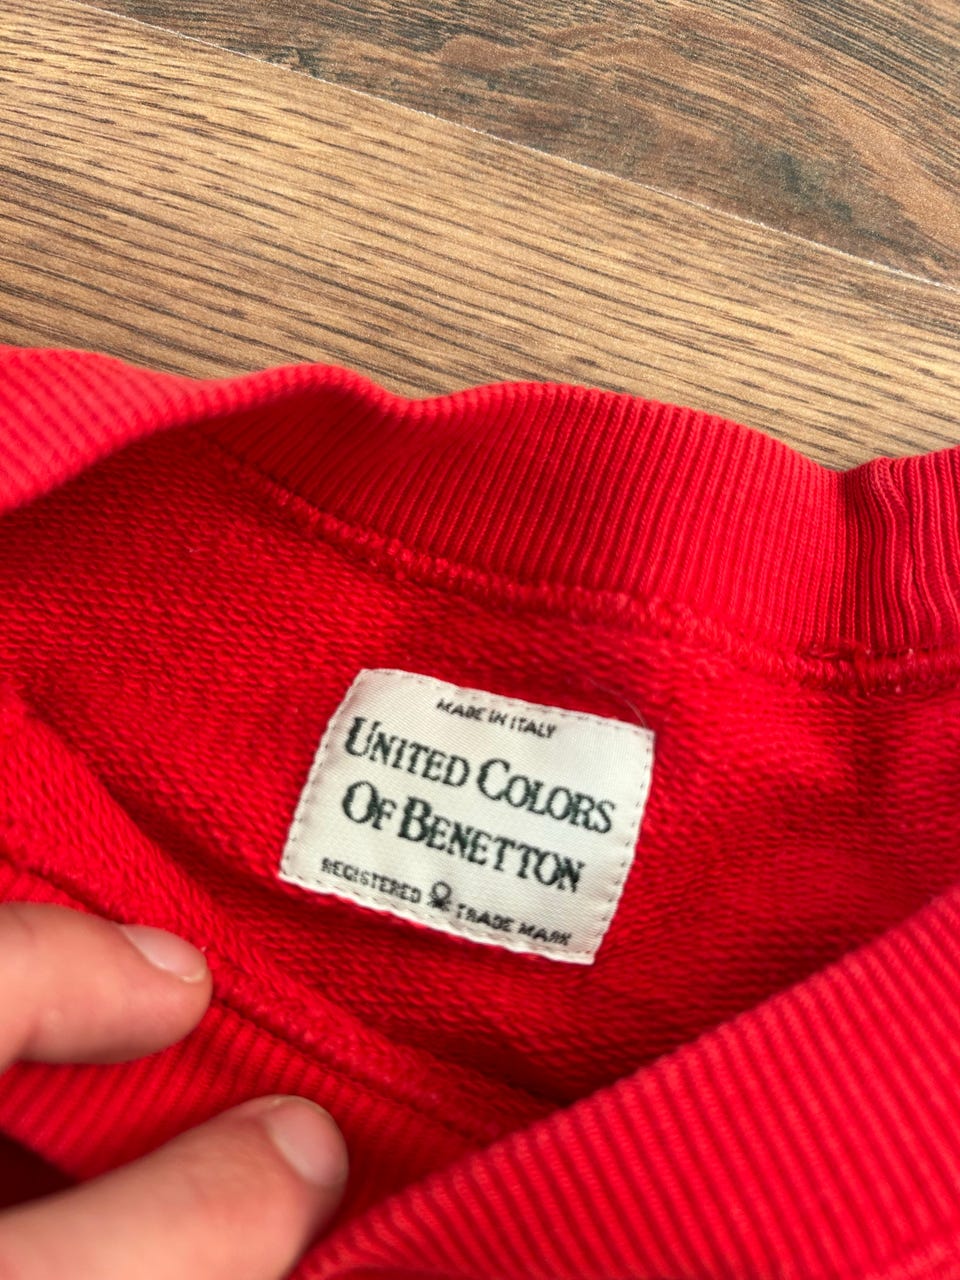 MADE IN ITALY
UNITED COLORS
OF BENETTON
REGISTERED TRADE MARK